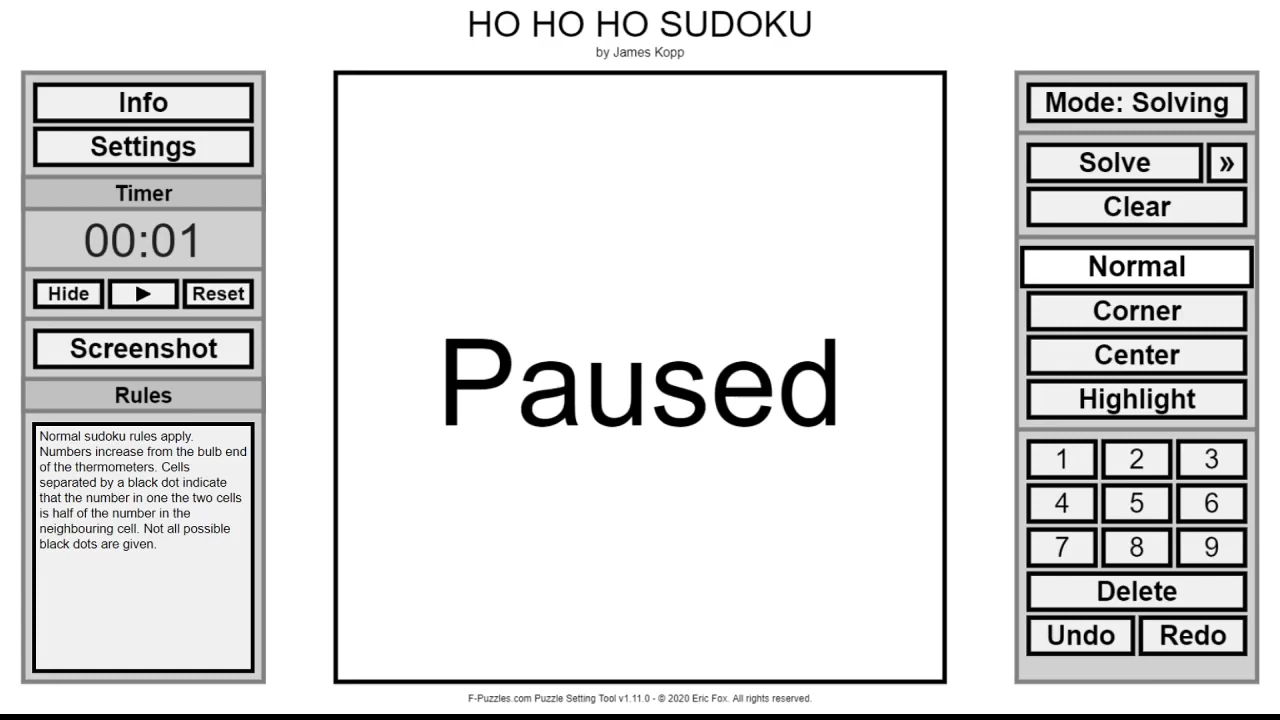 HO HO HO SUDOKU
by James Kopp
Info
Settings
Timer
00:01
Hide ▶ Reset
Screenshot
Rules
Normal sudoku rules apply.
Numbers increase from the bulb end
of the thermometers. Cells
separated by a black dot indicate
that the number in one the two cells
is half of the number in the
neighbouring cell. Not all possible
black dots are given.
Paused
Mode: Solving
Solve »
Clear
Normal
Corner
Center
Highlight
1 2 3
4 5 6
7 8 9
Delete
Undo Redo
F-Puzzles.com Puzzle Setting Tool v1.11.0 - © 2020 Eric Fox. All rights reserved.